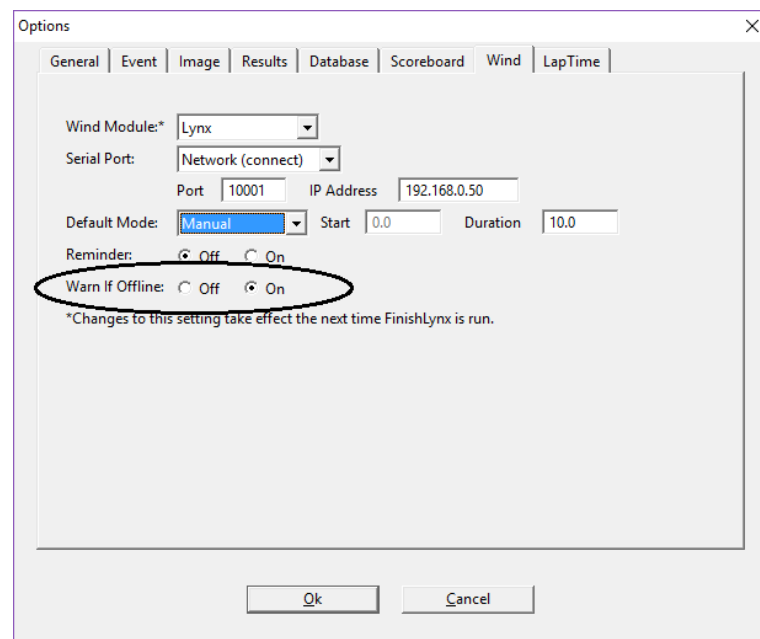 Options
General Event Image Results Database Scoreboard Wind LapTime
Wind Module:* Lynx
Serial Port: Network (connect)
Port 10001 IP Address 192.168.0.50
Default Mode: Manual Start 0.0 Duration 10.0
Reminder: Off On
Warn If Offline: Off On
*Changes to this setting take effect the next time FinishLynx is run.
Ok Cancel